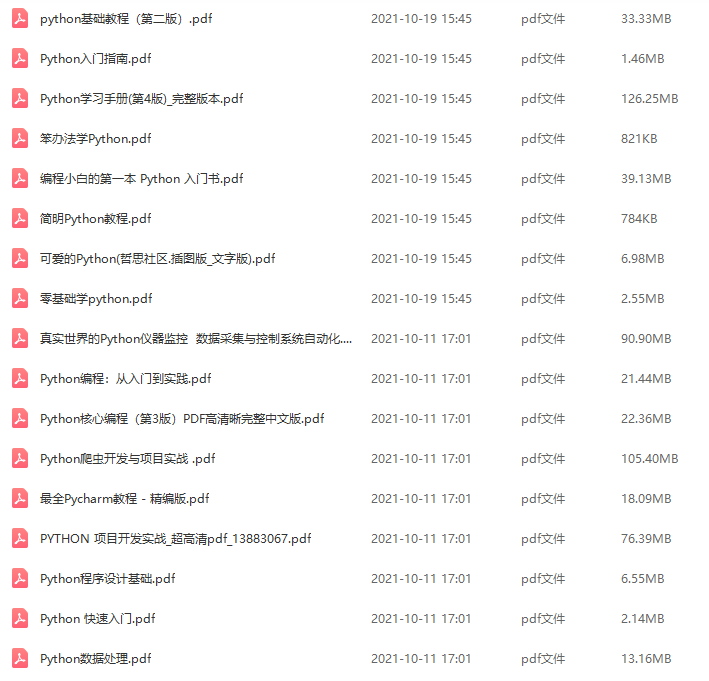 python基础教程（第二版）.pdf 2021-10-19 15:45 pdf文件 33.33MB
Python入门指南.pdf 2021-10-19 15:45 pdf文件 1.46MB
Python学习手册(第4版)_完整版本.pdf 2021-10-19 15:45 pdf文件 126.25MB
笨办法学Python.pdf 2021-10-19 15:45 pdf文件 821KB
编程小白的第一本 Python 入门书.pdf 2021-10-19 15:45 pdf文件 39.13MB
简明Python教程.pdf 2021-10-19 15:45 pdf文件 784KB
可爱的Python(哲思社区.插图版_文字版).pdf 2021-10-19 15:45 pdf文件 6.98MB
零基础学python.pdf 2021-10-19 15:45 pdf文件 2.55MB
真实世界的Python仪器监控  数据采集与控制系统自动化.... 2021-10-11 17:01 pdf文件 90.90MB
Python编程：从入门到实践.pdf 2021-10-11 17:01 pdf文件 21.44MB
Python核心编程（第3版）PDF高清晰完整中文版.pdf 2021-10-11 17:01 pdf文件 22.36MB
Python爬虫开发与项目实战 .pdf 2021-10-11 17:01 pdf文件 105.40MB
最全Pycharm教程 - 精编版.pdf 2021-10-11 17:01 pdf文件 18.09MB
PYTHON 项目开发实战_超高清pdf_13883067.pdf 2021-10-11 17:01 pdf文件 76.39MB
Python程序设计基础.pdf 2021-10-11 17:01 pdf文件 6.55MB
Python 快速入门.pdf 2021-10-11 17:01 pdf文件 2.14MB
Python数据处理.pdf 2021-10-11 17:01 pdf文件 13.16MB